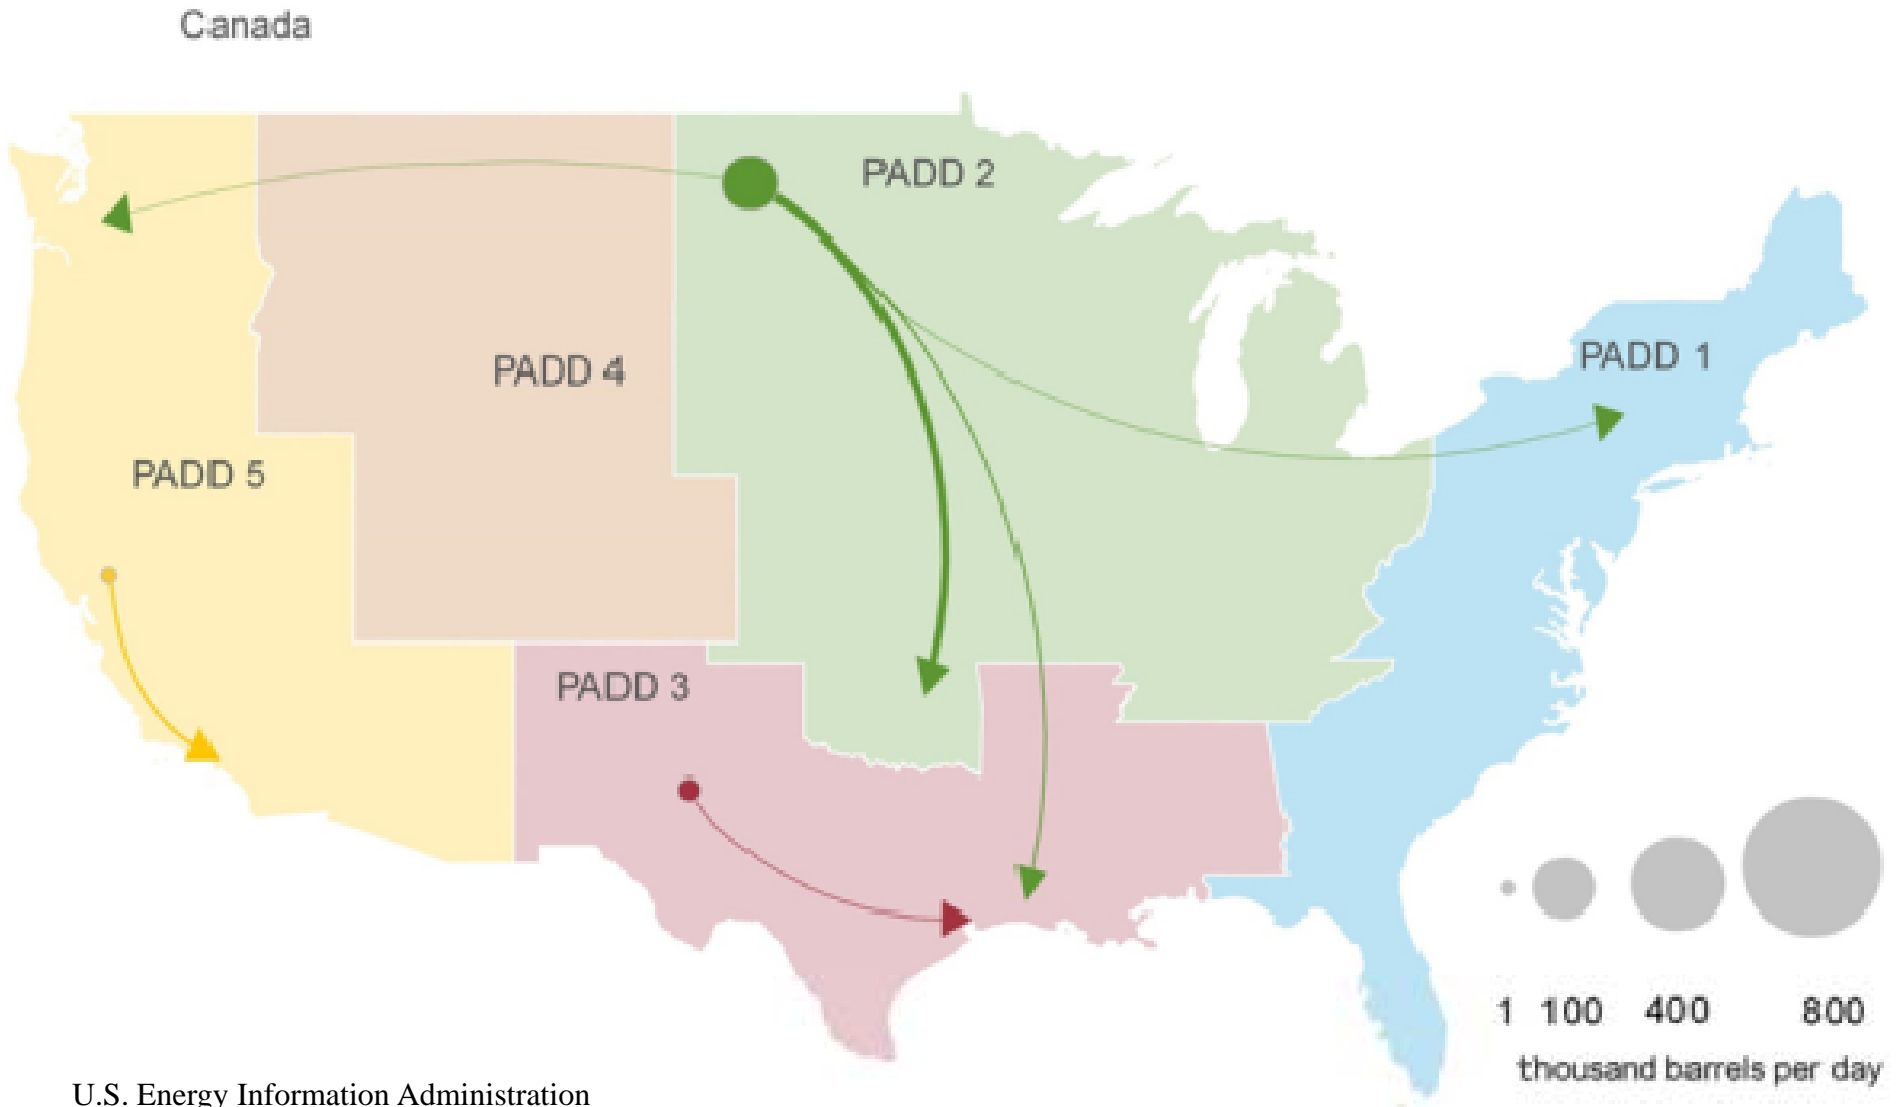 Canada
PADD 2
PADD 1
PADD 4
PADD 5
PADD 3
1 100 400 800
thousand barrels per day
U.S. Energy Information Administration